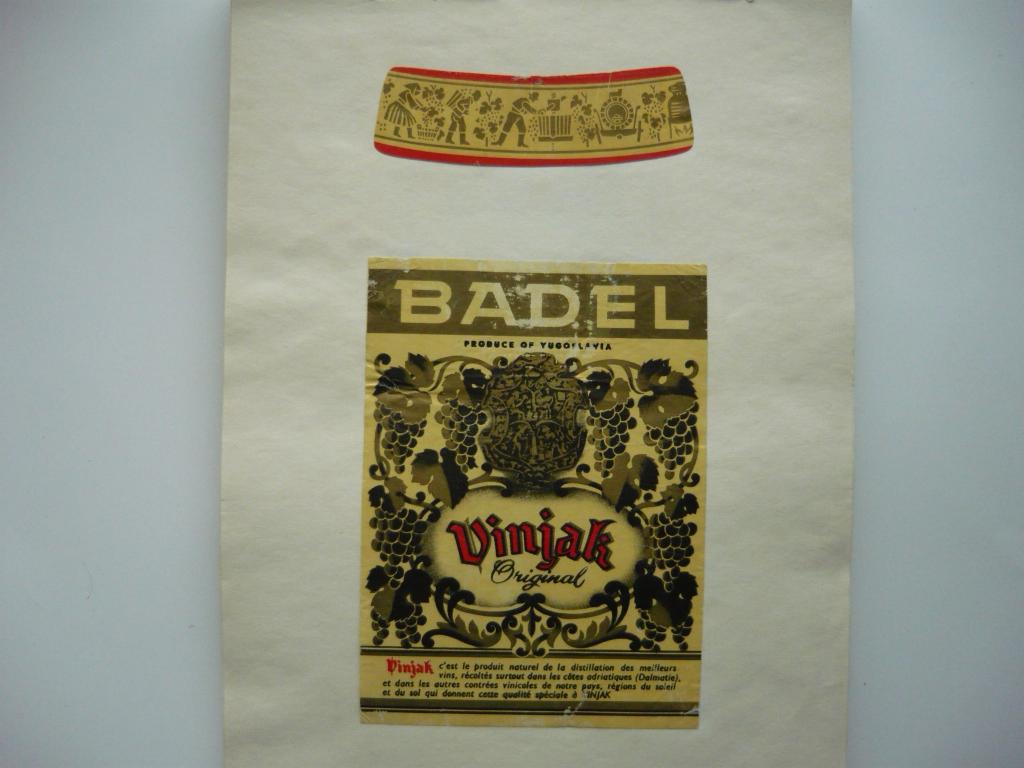 BADEL
PRODUCE OF YUGOSLAVIA
Vinjak
Original
Vinjak c'est le produit naturel de la distillation des meilleurs
vins, récoltés surtout dans les côtes adriatiques (Dalmatie),
et dans les autres contrées vinicoles de notre pays, régions du soleil
et du sol qui donnent cette qualité spéciale à VINJAK